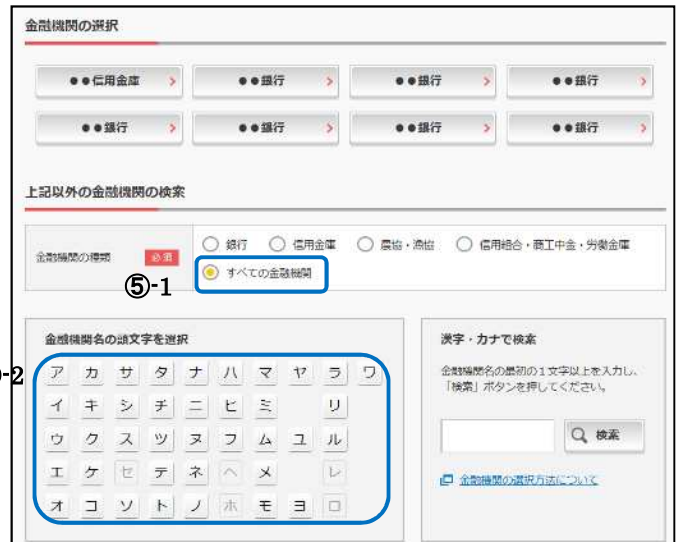 金融機関の選択
●●信用金庫 > ●●銀行 > ●●銀行 > ●●銀行 >
●●銀行 > ●●銀行 > ●●銀行 > ●●銀行 >
上記以外の金融機関の検索
金融機関の種類 必須 銀行 信用金庫 農協・漁協 信用組合・商工中金・労働金庫
すべての金融機関
⑤-1
金融機関名の頭文字を選択
-2
ア カ サ タ ナ ハ マ ヤ ラ ワ
イ キ シ チ ニ ヒ ミ リ
ウ ク ス ツ ヌ フ ム ユ ル
エ ケ セ テ ネ ヘ メ レ
オ コ ソ ト ノ ホ モ ヨ ロ
漢字・カナで検索
金融機関名の最初の1文字以上を入力し、
「検索」ボタンを押してください。
検索
金融機関の選択方法について